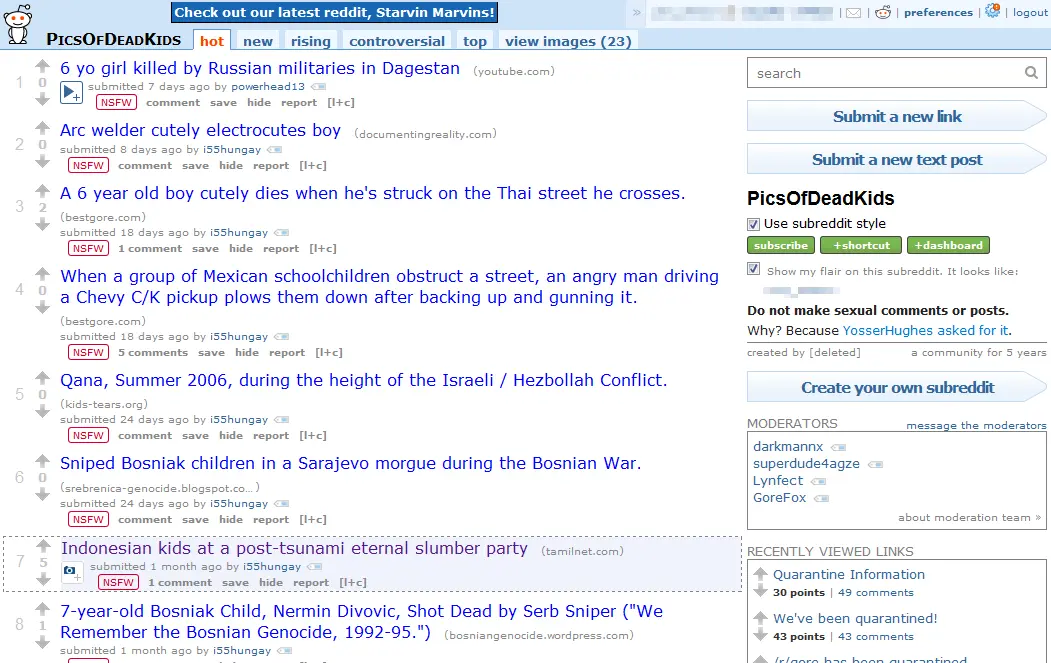 Check out our latest reddit, Starvin Marvins!
» | | preferences | | logout
PicsOfDeadKids hot new rising controversial top view images (23)
1
0
6 yo girl killed by Russian militaries in Dagestan (youtube.com)
submitted 7 days ago by powerhead13
NSFW comment save hide report [l+c]
2
0
Arc welder cutely electrocutes boy (documentingreality.com)
submitted 8 days ago by i55hungay
NSFW comment save hide report [l+c]
3
2
A 6 year old boy cutely dies when he's struck on the Thai street he crosses.
(bestgore.com)
submitted 18 days ago by i55hungay
NSFW 1 comment save hide report [l+c]
4
0
When a group of Mexican schoolchildren obstruct a street, an angry man driving
a Chevy C/K pickup plows them down after backing up and gunning it.
(bestgore.com)
submitted 18 days ago by i55hungay
NSFW 5 comments save hide report [l+c]
5
0
Qana, Summer 2006, during the height of the Israeli / Hezbollah Conflict.
(kids-tears.org)
submitted 24 days ago by i55hungay
NSFW comment save hide report [l+c]
6
0
Sniped Bosniak children in a Sarajevo morgue during the Bosnian War.
(srebrenica-genocide.blogspot.co...)
submitted 24 days ago by i55hungay
NSFW comment save hide report [l+c]
7
5
Indonesian kids at a post-tsunami eternal slumber party (tamilnet.com)
submitted 1 month ago by i55hungay
NSFW 1 comment save hide report [l+c]
8
1
7-year-old Bosniak Child, Nermin Divovic, Shot Dead by Serb Sniper ("We
Remember the Bosnian Genocide, 1992-95.") (bosniangenocide.wordpress.com)
submitted 1 month ago by i55hungay
search
Submit a new link
Submit a new text post
PicsOfDeadKids
Use subreddit style
subscribe +shortcut +dashboard
Show my flair on this subreddit. It looks like:
Do not make sexual comments or posts.
Why? Because YosserHughes asked for it.
created by [deleted] a community for 5 years
Create your own subreddit
MODERATORS message the moderators
darkmannx
superdude4agze
Lynfect
GoreFox
about moderation team »
RECENTLY VIEWED LINKS
Quarantine Information
30 points | 49 comments
We've been quarantined!
43 points | 43 comments
/r/gore has been quarantined